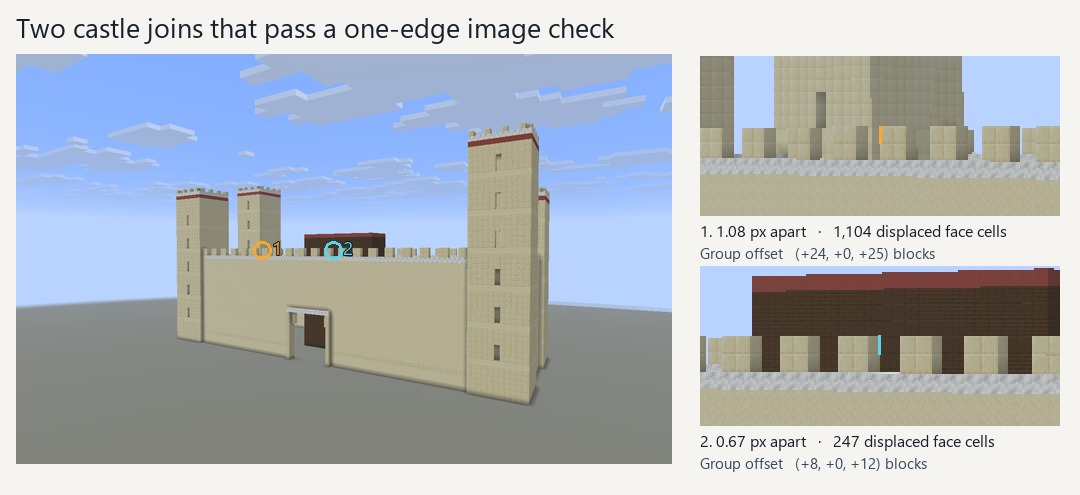 Two castle joins that pass a one-edge image check
1
2
1. 1.08 px apart · 1,104 displaced face cells
Group offset (+24, +0, +25) blocks
2. 0.67 px apart · 247 displaced face cells
Group offset (+8, +0, +12) blocks